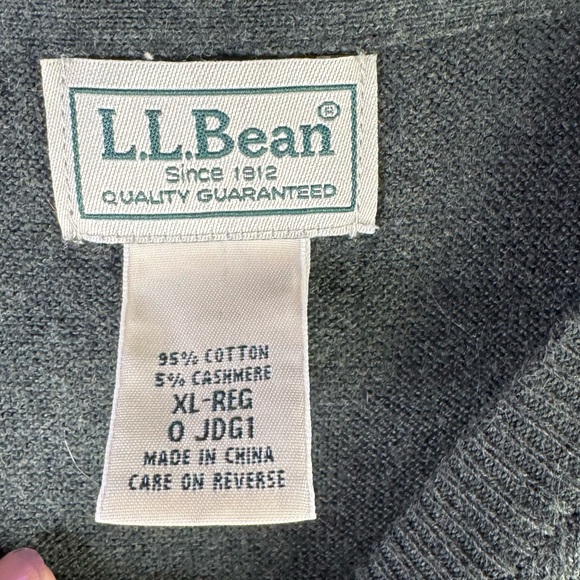 L.L.Bean®
Since 1912
QUALITY GUARANTEED
95% COTTON
5% CASHMERE
XL-REG
0 JDG1
MADE IN CHINA
CARE ON REVERSE